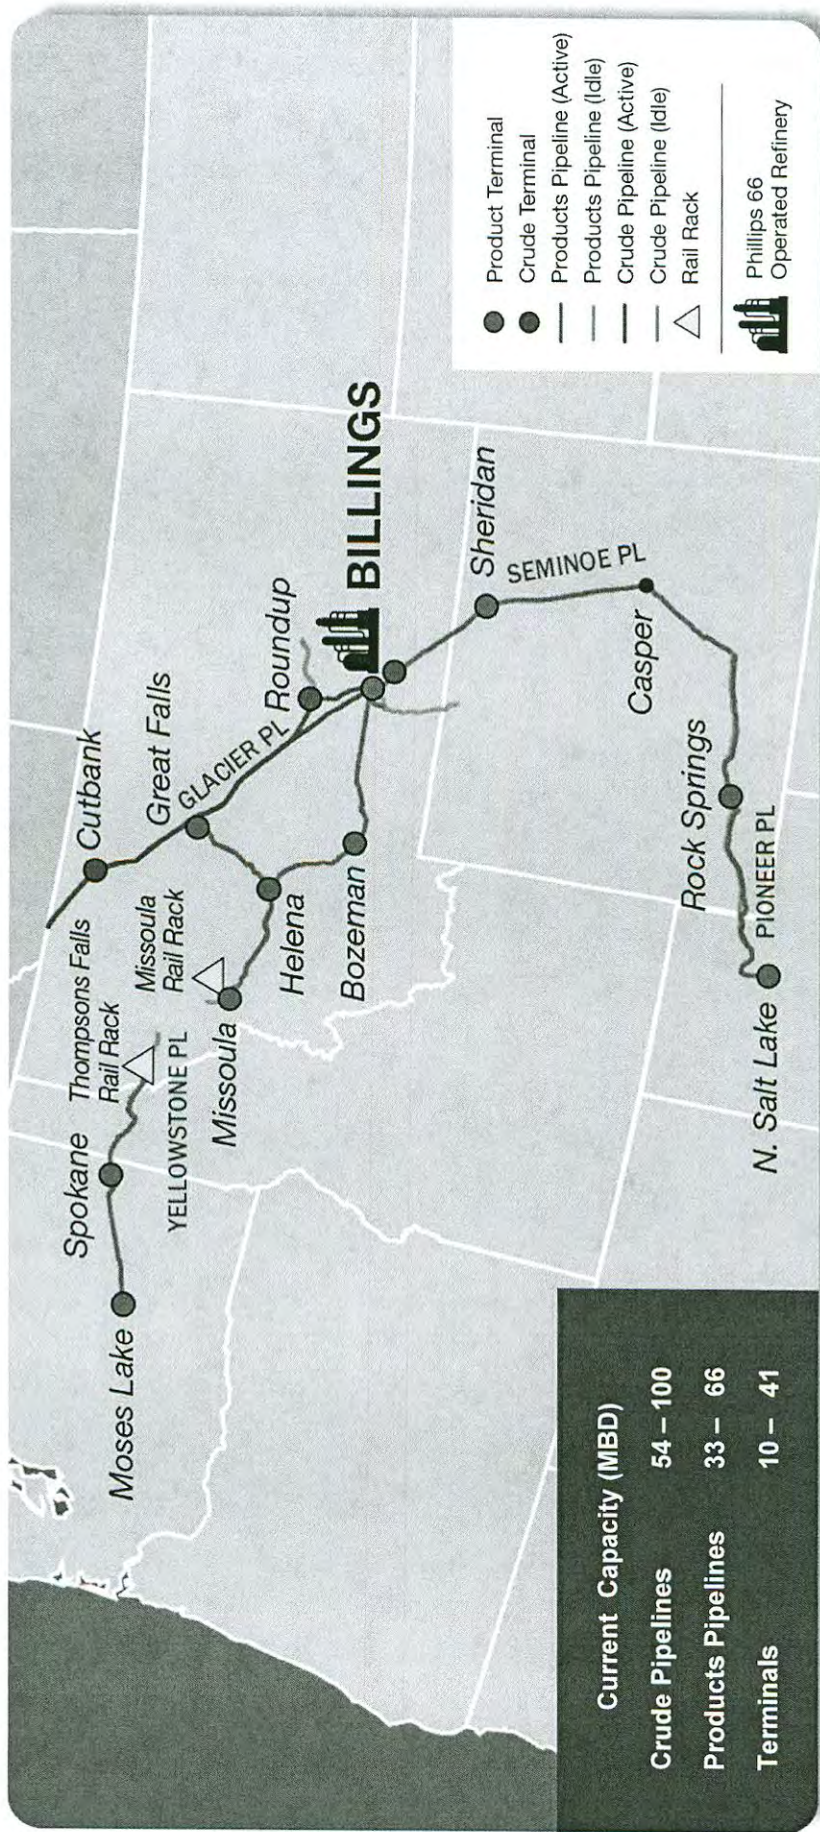 Moses Lake
Spokane
Thompsons Falls
Rail Rack
YELLOWSTONE PL
Missoula
Rail Rack
Missoula
Cutbank
Great Falls
GLACIER PL
Helena
Bozeman
Roundup
BILLINGS
Sheridan
SEMINOE PL
Casper
Rock Springs
PIONEER PL
N. Salt Lake
Current Capacity (MBD)
Crude Pipelines 54 – 100
Products Pipelines 33 – 66
Terminals 10 – 41
Product Terminal
Crude Terminal
Products Pipeline (Active)
Products Pipeline (Idle)
Crude Pipeline (Active)
Crude Pipeline (Idle)
Rail Rack
Phillips 66
Operated Refinery